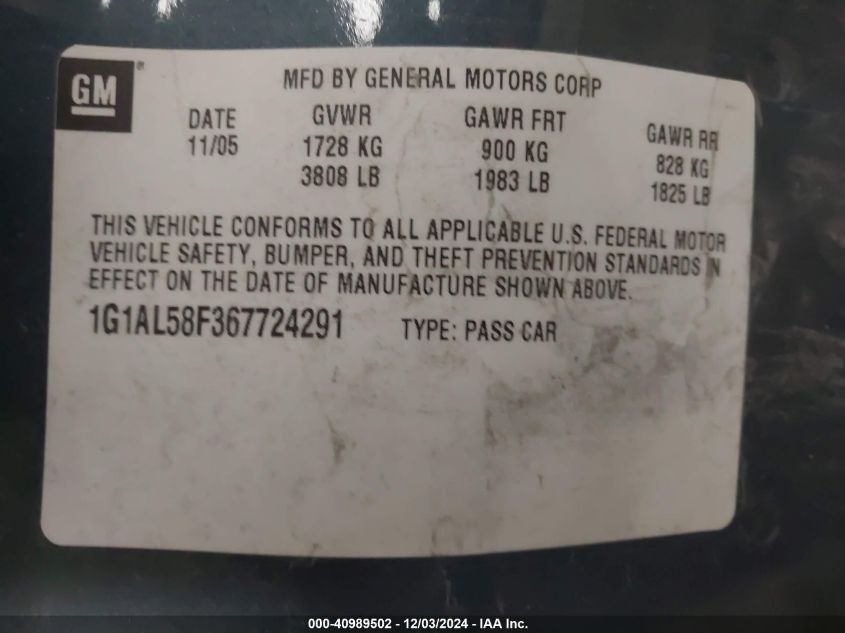 GM®
MFD BY GENERAL MOTORS CORP
DATE GVWR GAWR FRT GAWR RR
11/05 1728 KG 900 KG 828 KG
3808 LB 1983 LB 1825 LB
THIS VEHICLE CONFORMS TO ALL APPLICABLE U.S. FEDERAL MOTOR
VEHICLE SAFETY, BUMPER, AND THEFT PREVENTION STANDARDS IN
EFFECT ON THE DATE OF MANUFACTURE SHOWN ABOVE.
1G1AL58F367724291 TYPE: PASS CAR
000-40989502 - 12/03/2024 - IAA Inc.